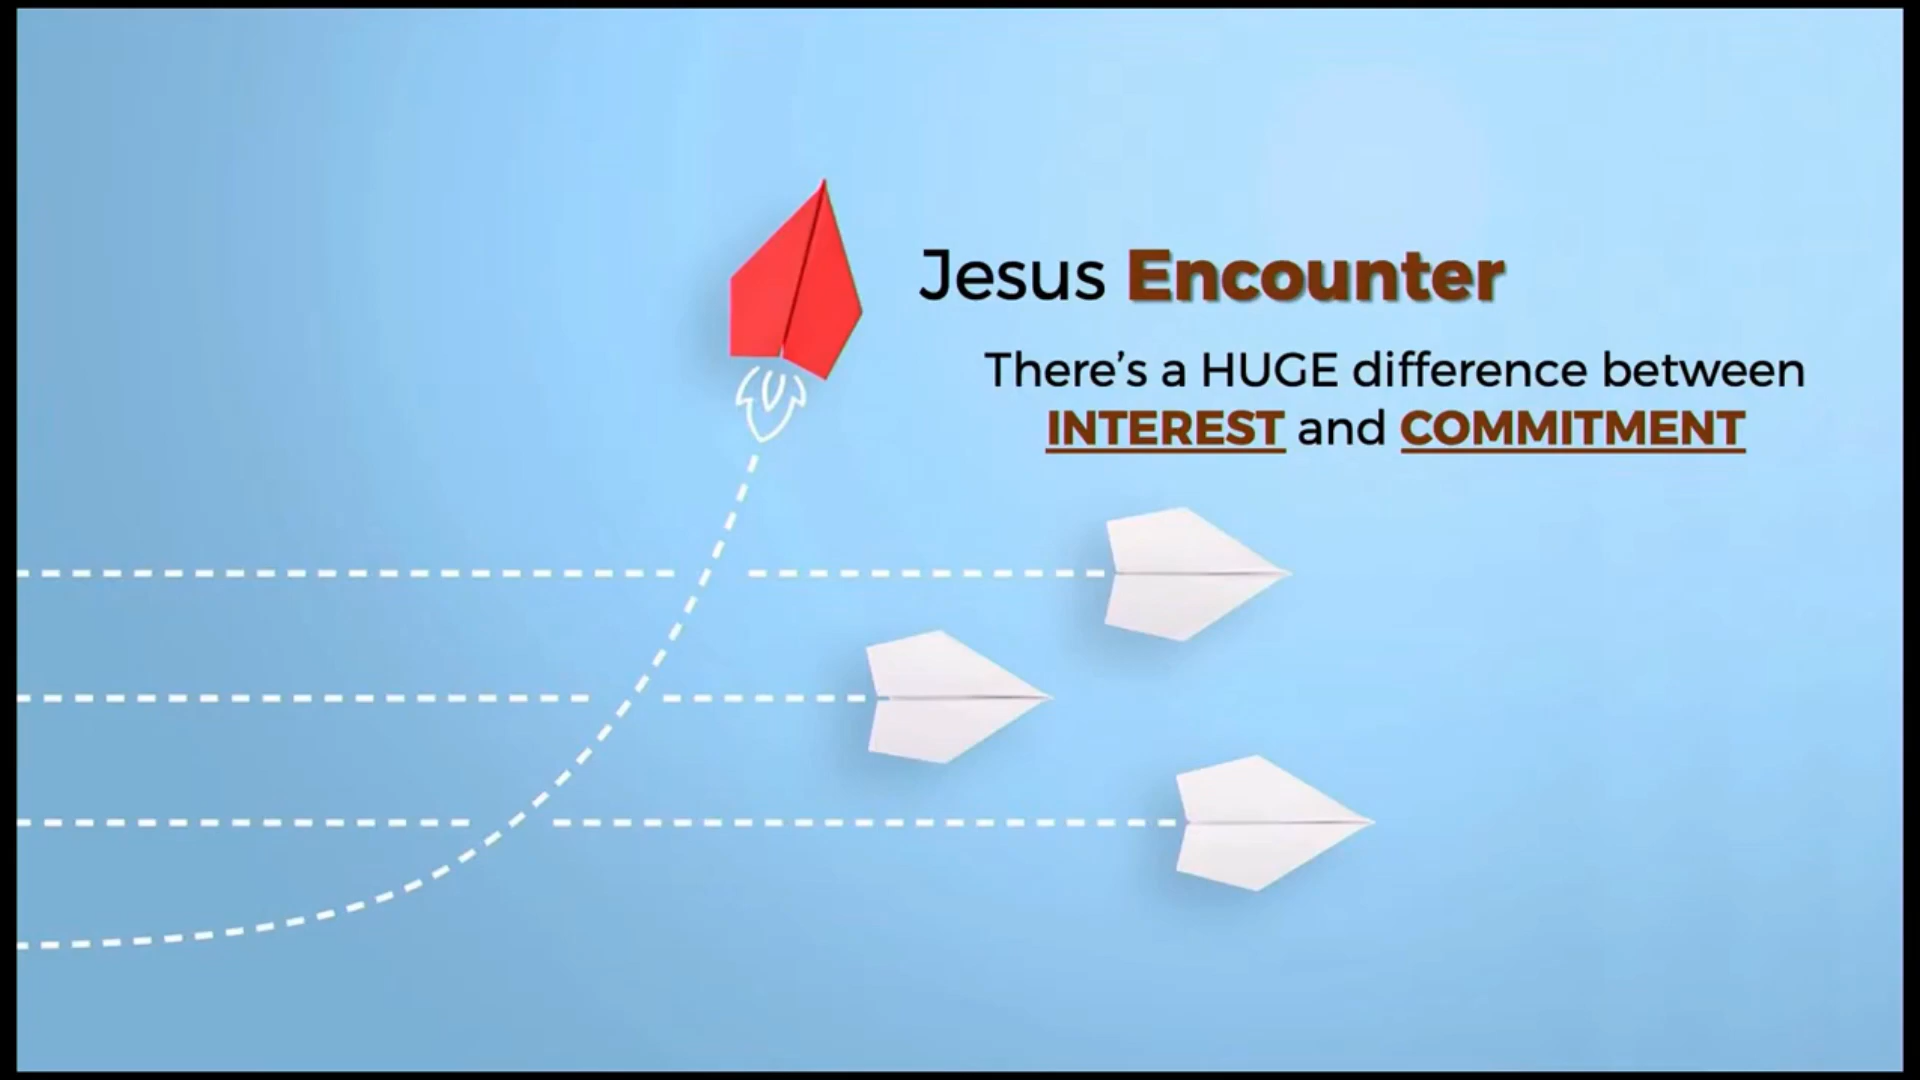 Jesus Encounter
There’s a HUGE difference between
INTEREST and COMMITMENT